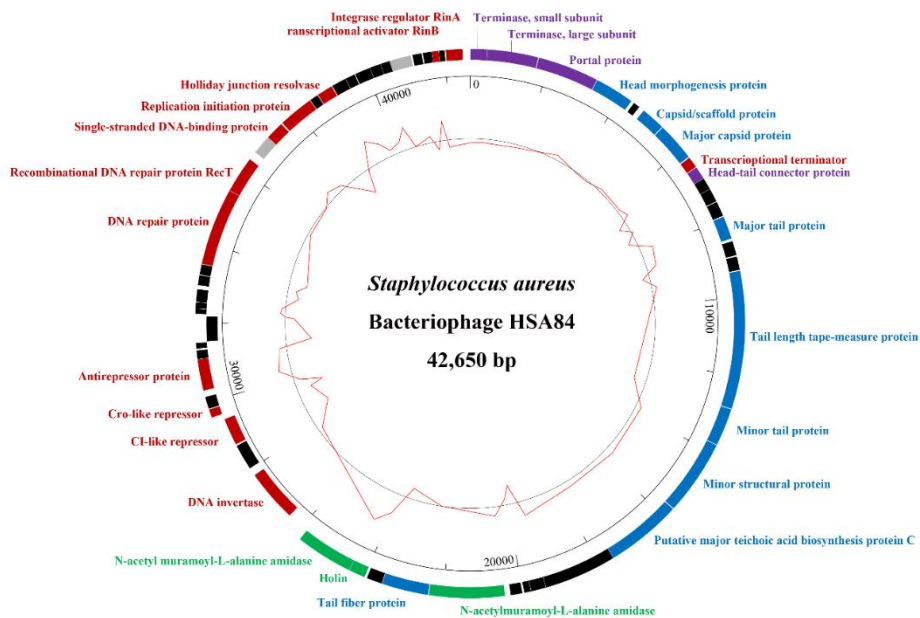 Integrase regulator RinA
ranscriptional activator RinB
Terminase, small subunit
Terminase, large subunit
Portal protein
Head morphogenesis protein
Capsid/scaffold protein
Major capsid protein
Transcrioptional terminator
Head-tail connector protein
Major tail protein
Tail length tape-measure protein
Minor tail protein
Minor structural protein
Putative major teichoic acid biosynthesis protein C
N-acetylmuramoyl-L-alanine amidase
Tail fiber protein
Holin
N-acetyl muramoyl-L-alanine amidase
DNA invertase
CI-like repressor
Cro-like repressor
Antirepressor protein
DNA repair protein
Recombinational DNA repair protein RecT
Single-stranded DNA-binding protein
Replication initiation protein
Holliday junction resolvase
0
10000
20000
30000
40000
Staphylococcus aureus
Bacteriophage HSA84
42,650 bp